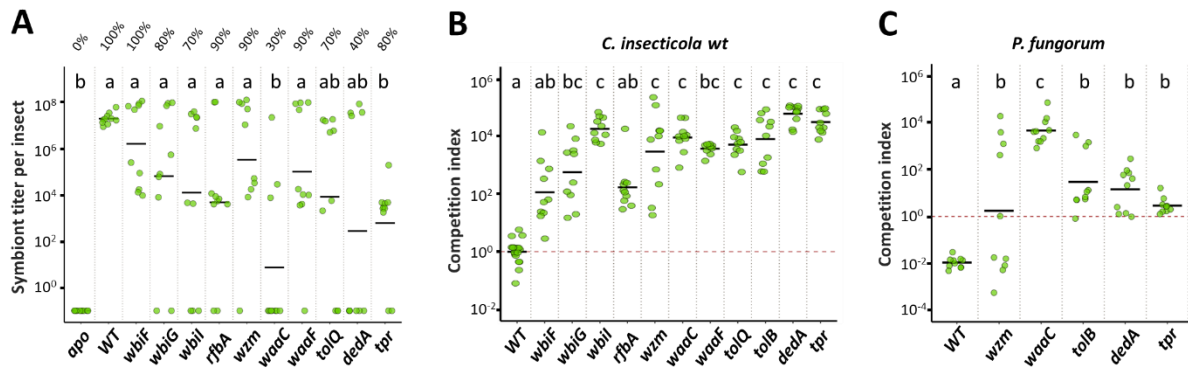 A
0% 100% 100% 80% 70% 90% 90% 30% 90% 70% 40% 80%
b a a a a a a b a ab ab b
Symbiont titer per insect
10^8
10^6
10^4
10^2
10^0
apo WT wbiF wbiG wbiI rfbA wzm waaC waaF tolQ dedA tpr
B
C. insecticola wt
a ab bc c ab c c bc c c c c
Competition index
10^6
10^4
10^2
10^0
10^-2
WT wbiF wbiG wbiI rfbA wzm waaC waaF tolQ tolB dedA tpr
C
P. fungorum
a b c b b b
Competition index
10^6
10^4
10^2
10^0
10^-2
10^-4
WT wzm waaC tolB dedA tpr